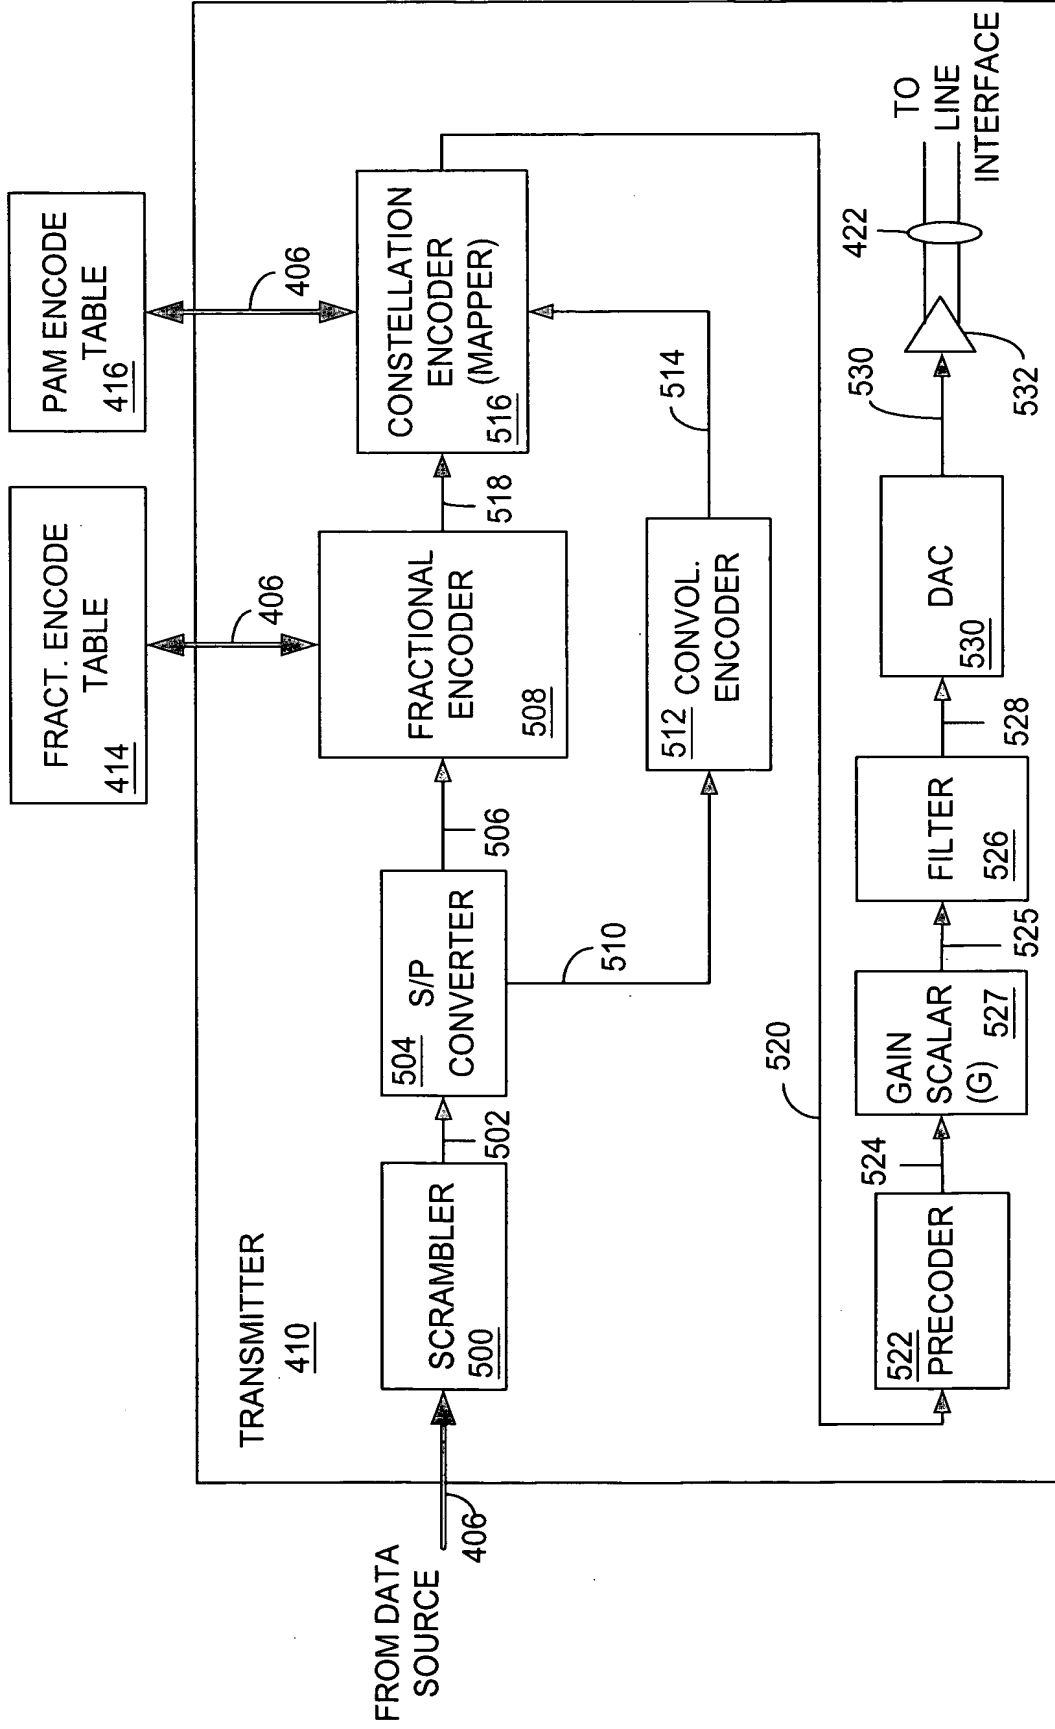 FRACT. ENCODE
TABLE
414
PAM ENCODE
TABLE
416
406
406
TRANSMITTER
410
FROM DATA
SOURCE
406
SCRAMBLER
500
502
504 S/P
CONVERTER
506
510
FRACTIONAL
ENCODER
508
518
512 CONVOL.
ENCODER
514
CONSTELLATION
ENCODER
(MAPPER)
516
520
522
PRECODER
524
GAIN
SCALAR
(G) 527
525
FILTER
526
528
DAC
530
530
532
422
TO
LINE
INTERFACE